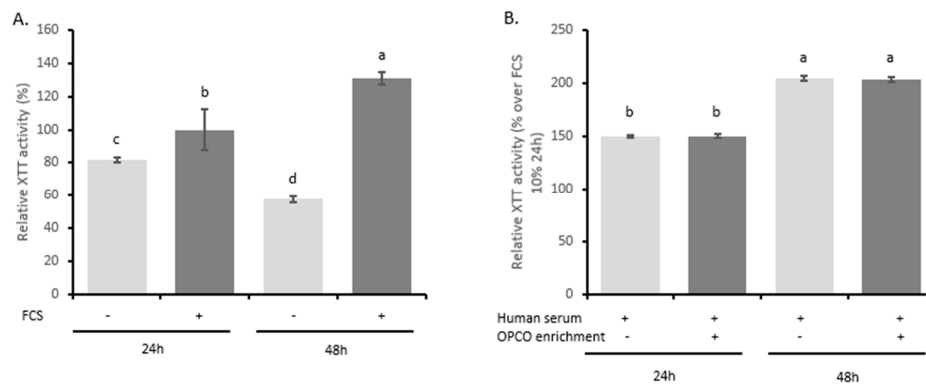 A.
Relative XTT activity (%)
160
140
120
100
80
60
40
20
0
c
b
d
a
FCS - + - +
24h 48h
B.
Relative XTT activity (% over FCS
10% 24h)
250
200
150
100
50
0
b b a a
Human serum + + + +
OPCO enrichment - + - +
24h 48h